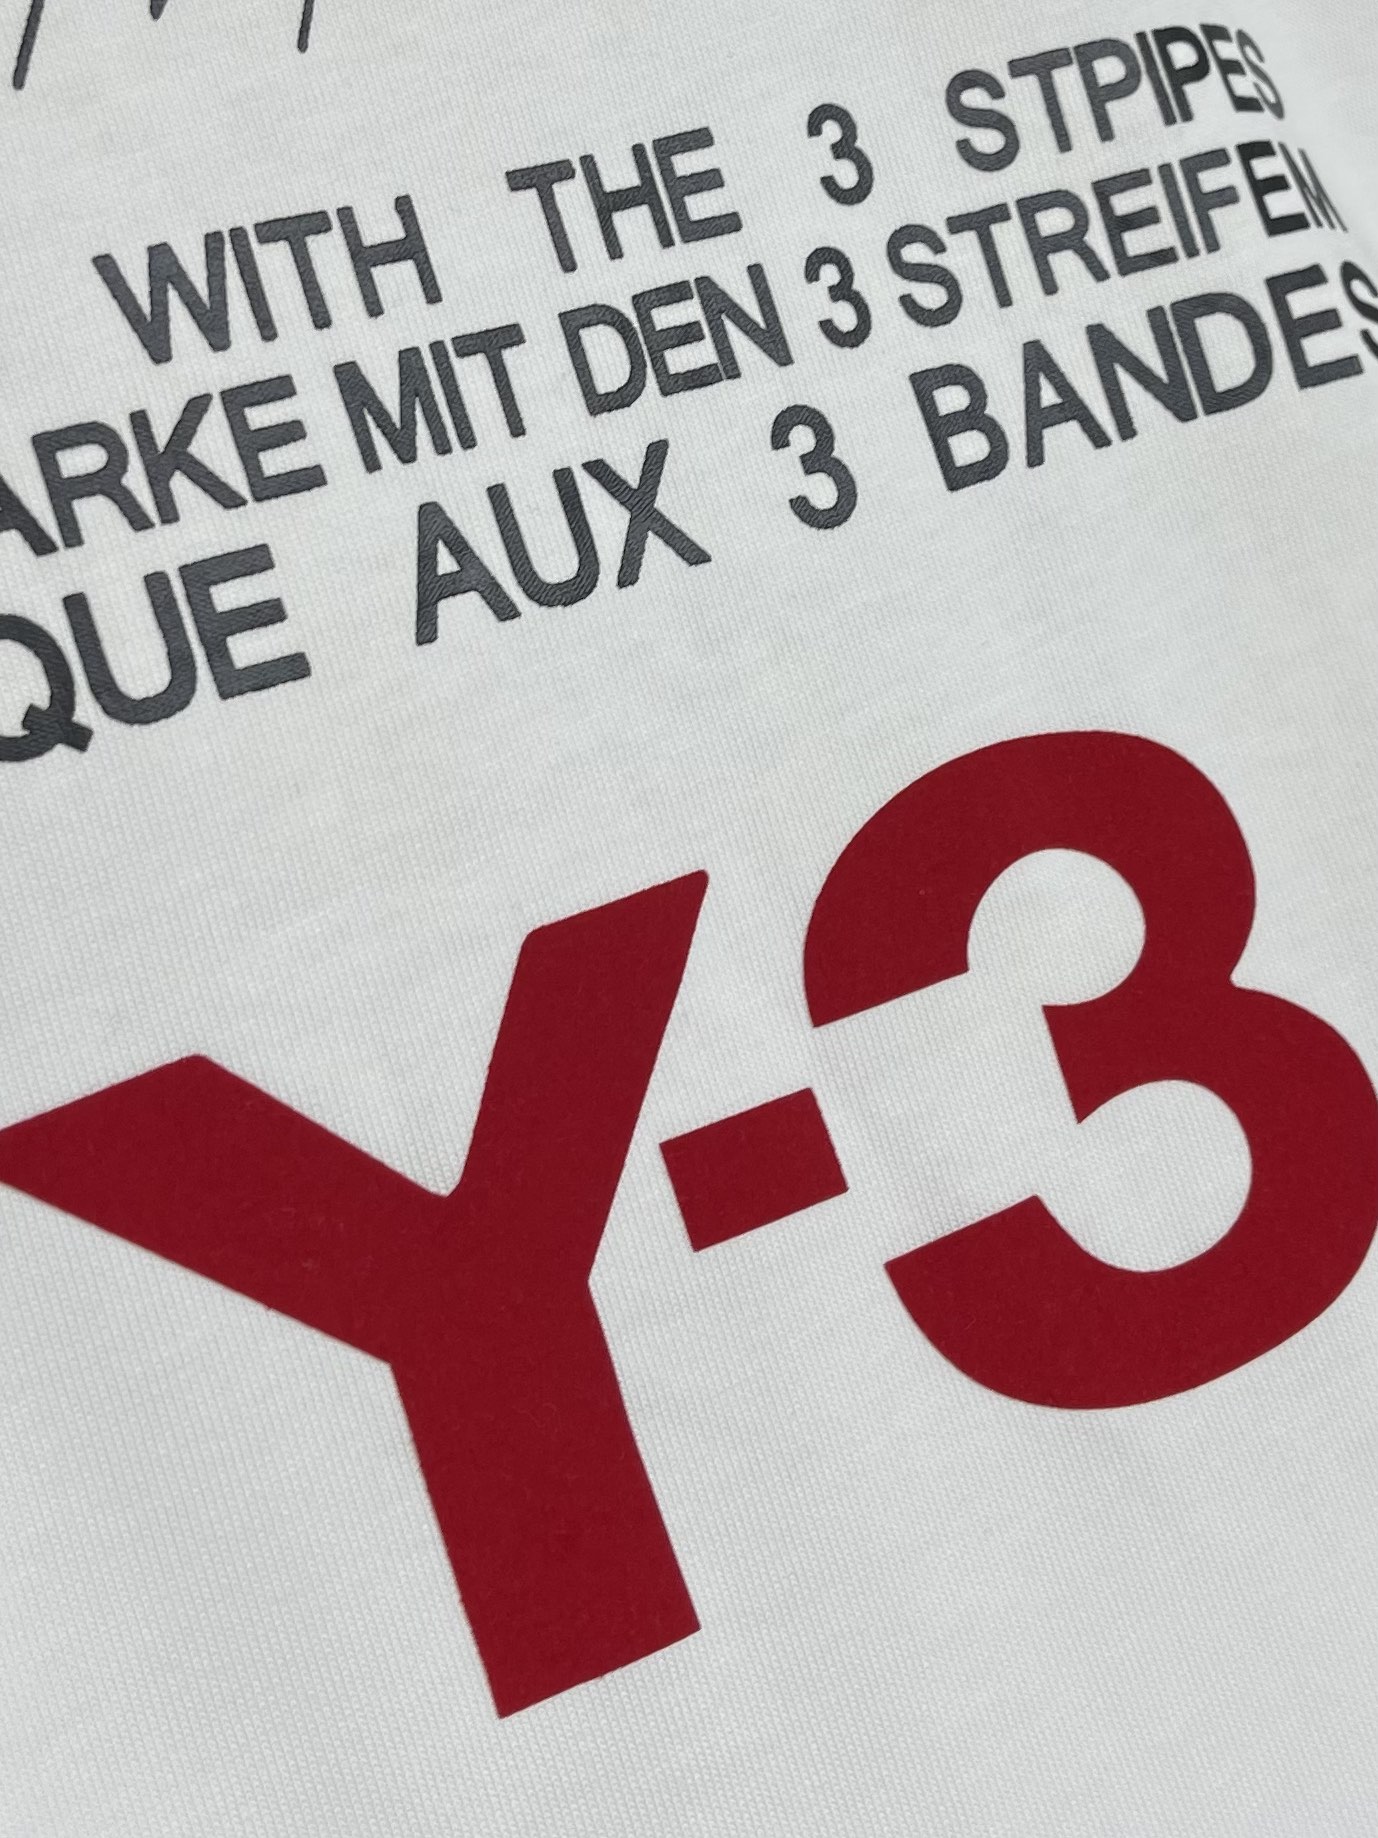 WITH THE 3 STPIPES
ARKE MIT DEN 3 STREIFEM
QUE AUX 3 BANDES
Y-3